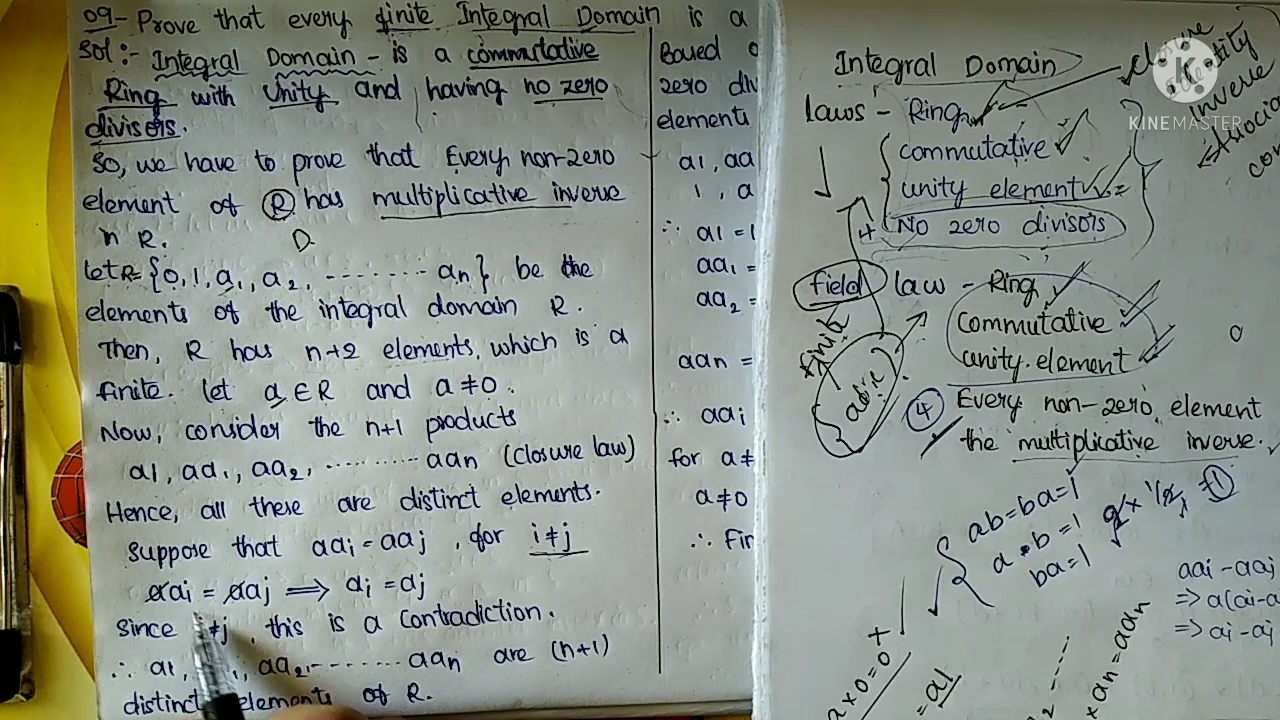 09- Prove that every finite Integral Domain is a
Sol :- Integral Domain - is a commutative
Ring with Unity and having no zero
divisors.
So, we have to prove that Every non-zero
element of R has multiplicative inverse
in R. D
let R = {0, 1, a₁, a₂, ........ an} be the
elements of the integral domain R.
Then, R has n+2 elements, which is a
finite. Let a ∈ R and a ≠ 0.
Now, consider the n+1 products
a1, aa₁, aa₂, .......... aan (closure law)
Hence, all these are distinct elements.
Suppose that aai = aaj, for i≠j
aai = aaj ⟹ ai = aj
Since ≠j, this is a contradiction.
∴ a1, aa₂, ....... aan are (n+1)
distinct elements of R.
Based
zero div
elements
a1, aa
1, a
∴ a1 = 1
aa₁ =
aa₂ =
aan =
∴ aai
for a≠
a≠0
∴ Fin
Integral Domain
laws - Ring
commutative
unity element
+ No zero divisors
closure
identity
inverse
Associa
com
KINEMASTER
field law - Ring
finite
commutative
unity. element
4 Every non-zero element
the multiplicative inverse.
ab = ba = 1
a * b = 1
ba = 1
aai - aaj
⟹ a(ai - a
⟹ ai - aj
a x 0 = 0
= a1
x an = aan